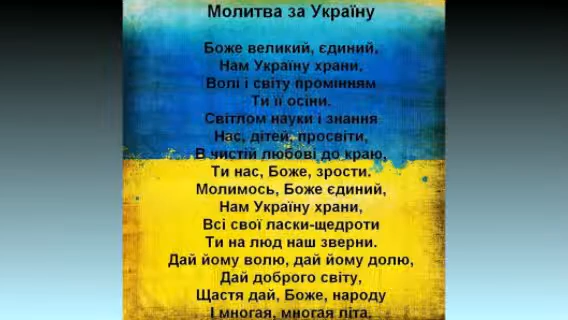 Молитва за Україну
Боже великий, єдиний,
Нам Україну храни,
Волі і світу промінням
Ти її осіни.
Світлом науки і знання
Нас, дітей, просвіти,
В чистій любові до краю,
Ти нас, Боже, зрости.
Молимось, Боже єдиний,
Нам Україну храни,
Всі свої ласки-щедроти
Ти на люд наш зверни.
Дай йому волю, дай йому долю,
Дай доброго світу,
Щастя дай, Боже, народу
І многая, многая літа,